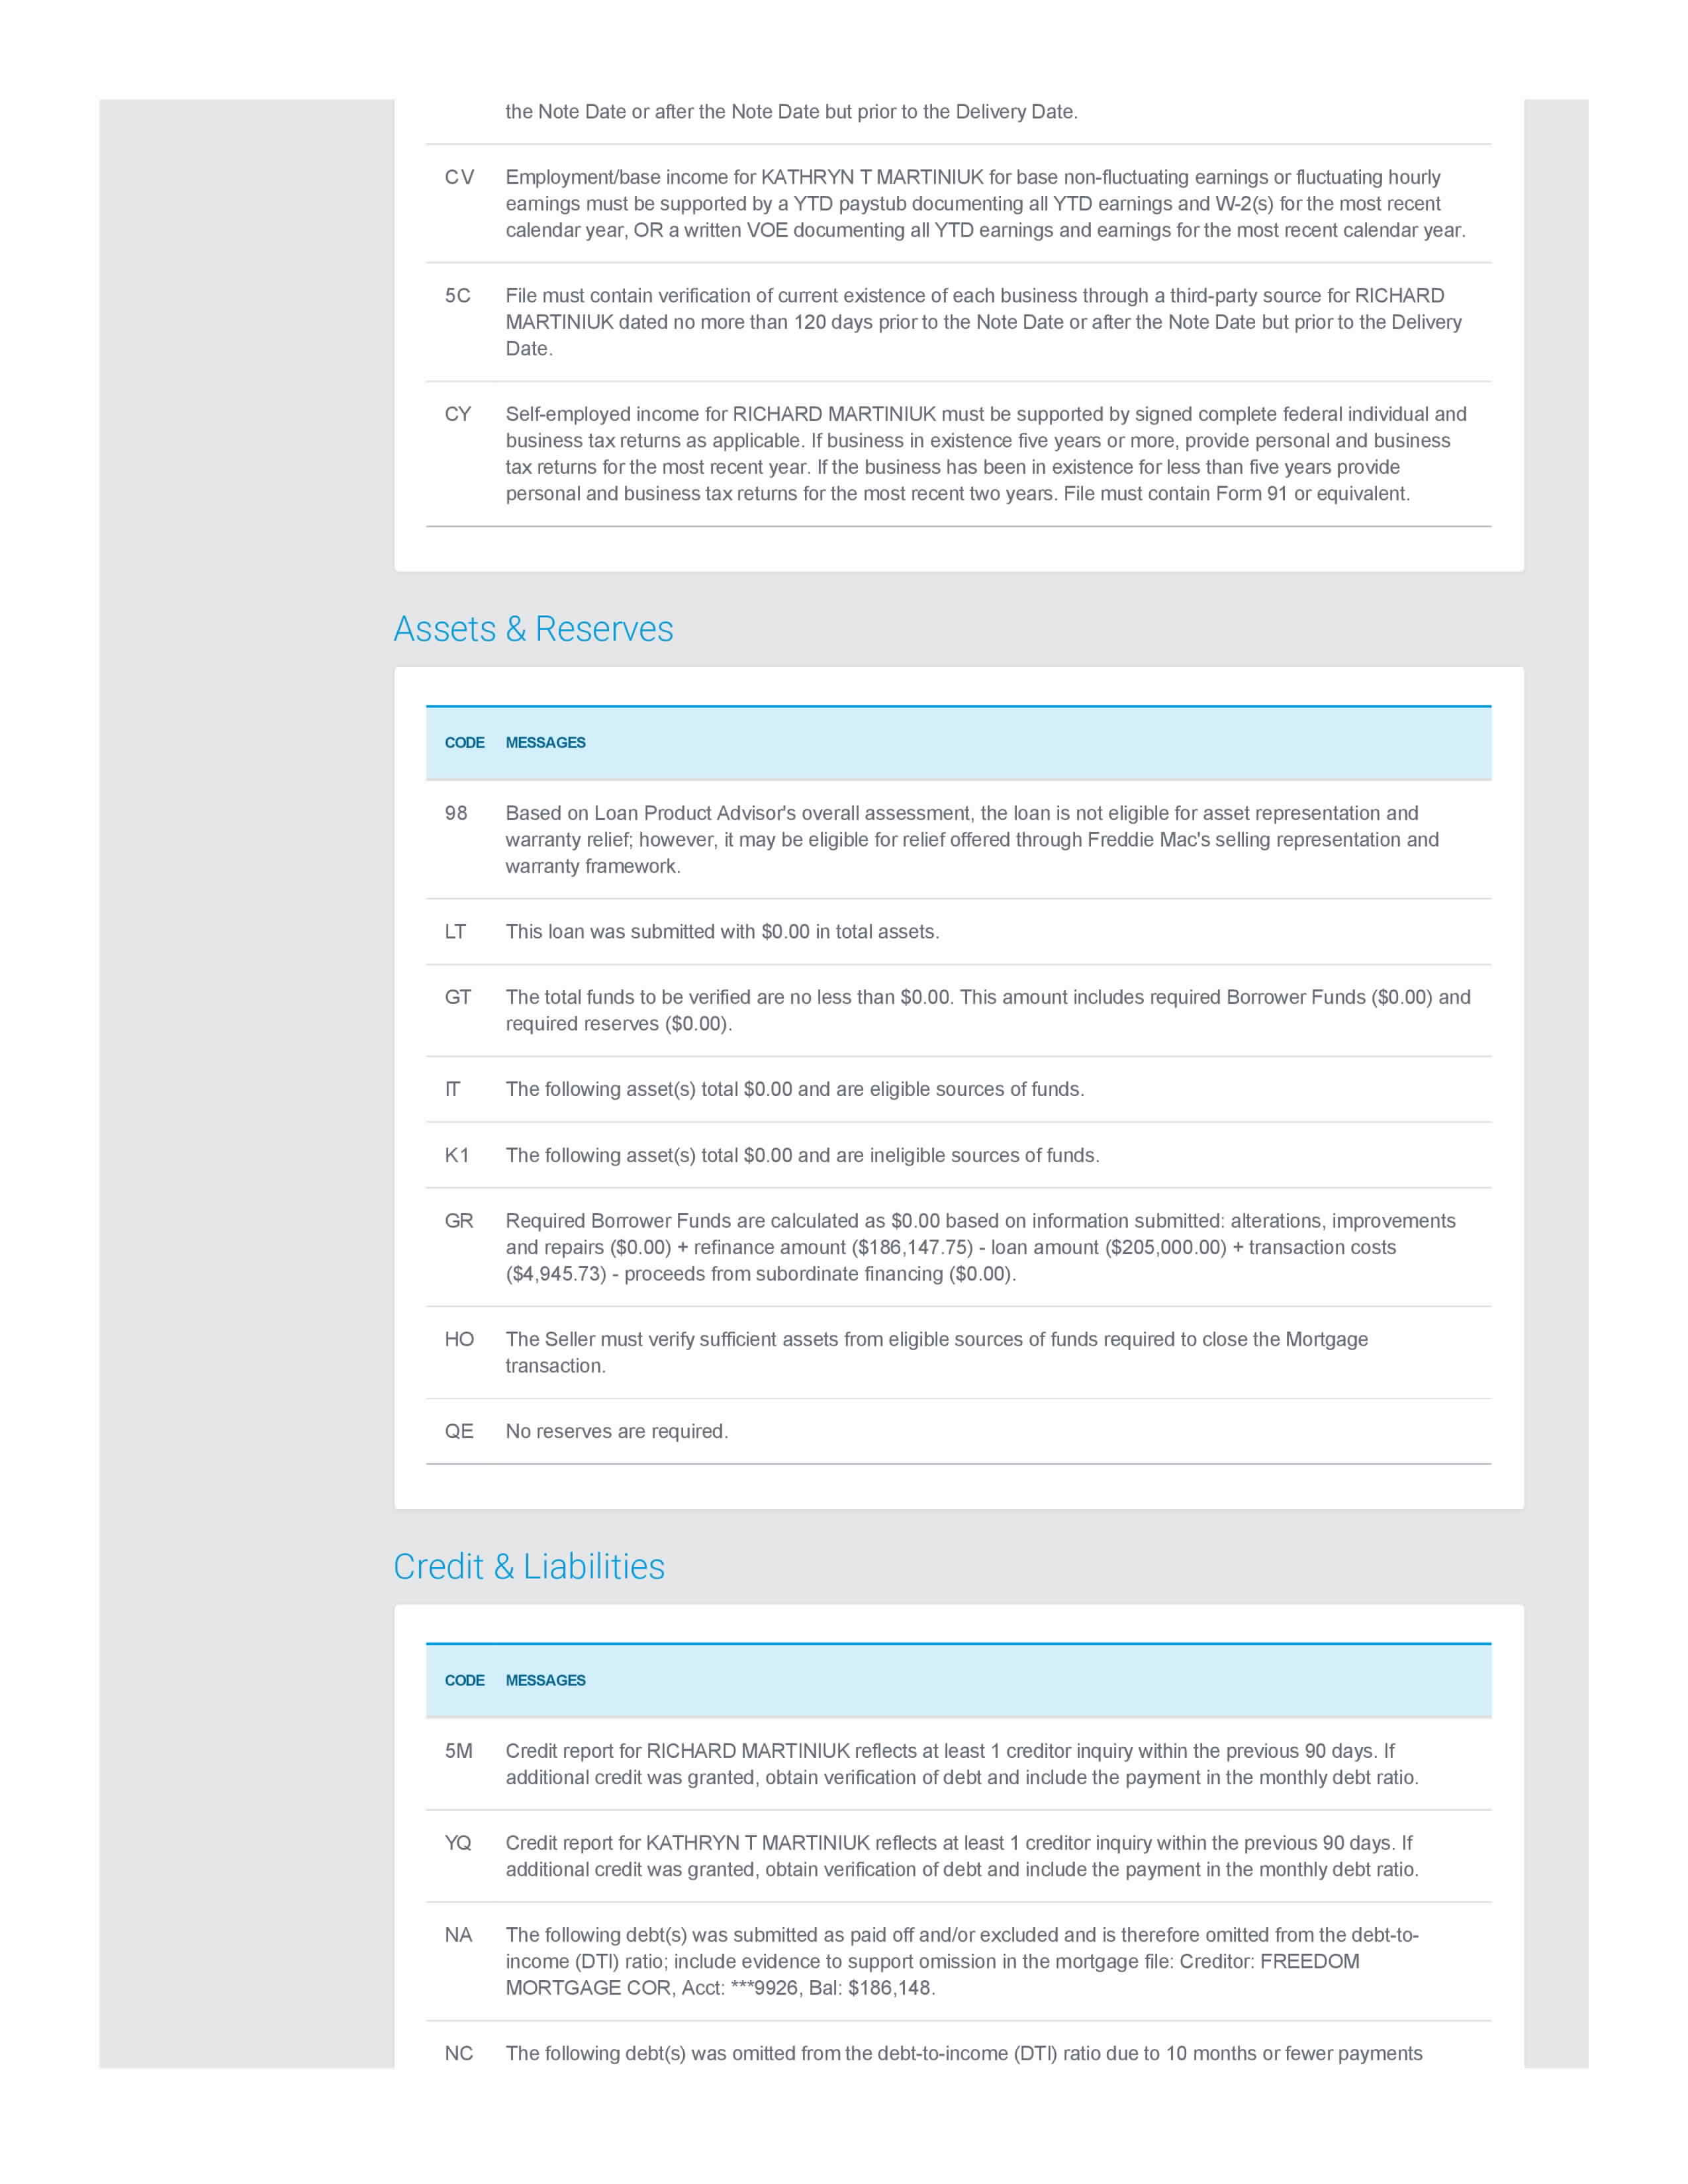 the Note Date or after the Note Date but prior to the Delivery Date.
CV Employment/base income for KATHRYN T MARTINIUK for base non-fluctuating earnings or fluctuating hourly
earnings must be supported by a YTD paystub documenting all YTD earnings and W-2(s) for the most recent
calendar year, OR a written VOE documenting all YTD earnings and earnings for the most recent calendar year.
5C File must contain verification of current existence of each business through a third-party source for RICHARD
MARTINIUK dated no more than 120 days prior to the Note Date or after the Note Date but prior to the Delivery
Date.
CY Self-employed income for RICHARD MARTINIUK must be supported by signed complete federal individual and
business tax returns as applicable. If business in existence five years or more, provide personal and business
tax returns for the most recent year. If the business has been in existence for less than five years provide
personal and business tax returns for the most recent two years. File must contain Form 91 or equivalent.
Assets & Reserves
CODE MESSAGES
98 Based on Loan Product Advisor's overall assessment, the loan is not eligible for asset representation and
warranty relief; however, it may be eligible for relief offered through Freddie Mac's selling representation and
warranty framework.
LT This loan was submitted with $0.00 in total assets.
GT The total funds to be verified are no less than $0.00. This amount includes required Borrower Funds ($0.00) and
required reserves ($0.00).
IT The following asset(s) total $0.00 and are eligible sources of funds.
K1 The following asset(s) total $0.00 and are ineligible sources of funds.
GR Required Borrower Funds are calculated as $0.00 based on information submitted: alterations, improvements
and repairs ($0.00) + refinance amount ($186,147.75) - loan amount ($205,000.00) + transaction costs
($4,945.73) - proceeds from subordinate financing ($0.00).
HO The Seller must verify sufficient assets from eligible sources of funds required to close the Mortgage
transaction.
QE No reserves are required.
Credit & Liabilities
CODE MESSAGES
5M Credit report for RICHARD MARTINIUK reflects at least 1 creditor inquiry within the previous 90 days. If
additional credit was granted, obtain verification of debt and include the payment in the monthly debt ratio.
YQ Credit report for KATHRYN T MARTINIUK reflects at least 1 creditor inquiry within the previous 90 days. If
additional credit was granted, obtain verification of debt and include the payment in the monthly debt ratio.
NA The following debt(s) was submitted as paid off and/or excluded and is therefore omitted from the debt-to-
income (DTI) ratio; include evidence to support omission in the mortgage file: Creditor: FREEDOM
MORTGAGE COR, Acct: ***9926, Bal: $186,148.
NC The following debt(s) was omitted from the debt-to-income (DTI) ratio due to 10 months or fewer payments